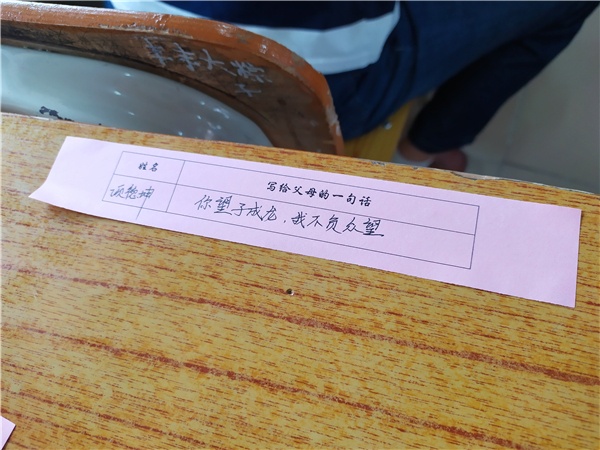 姓名 写给父母的一句话
你望子成龙，我不负众望